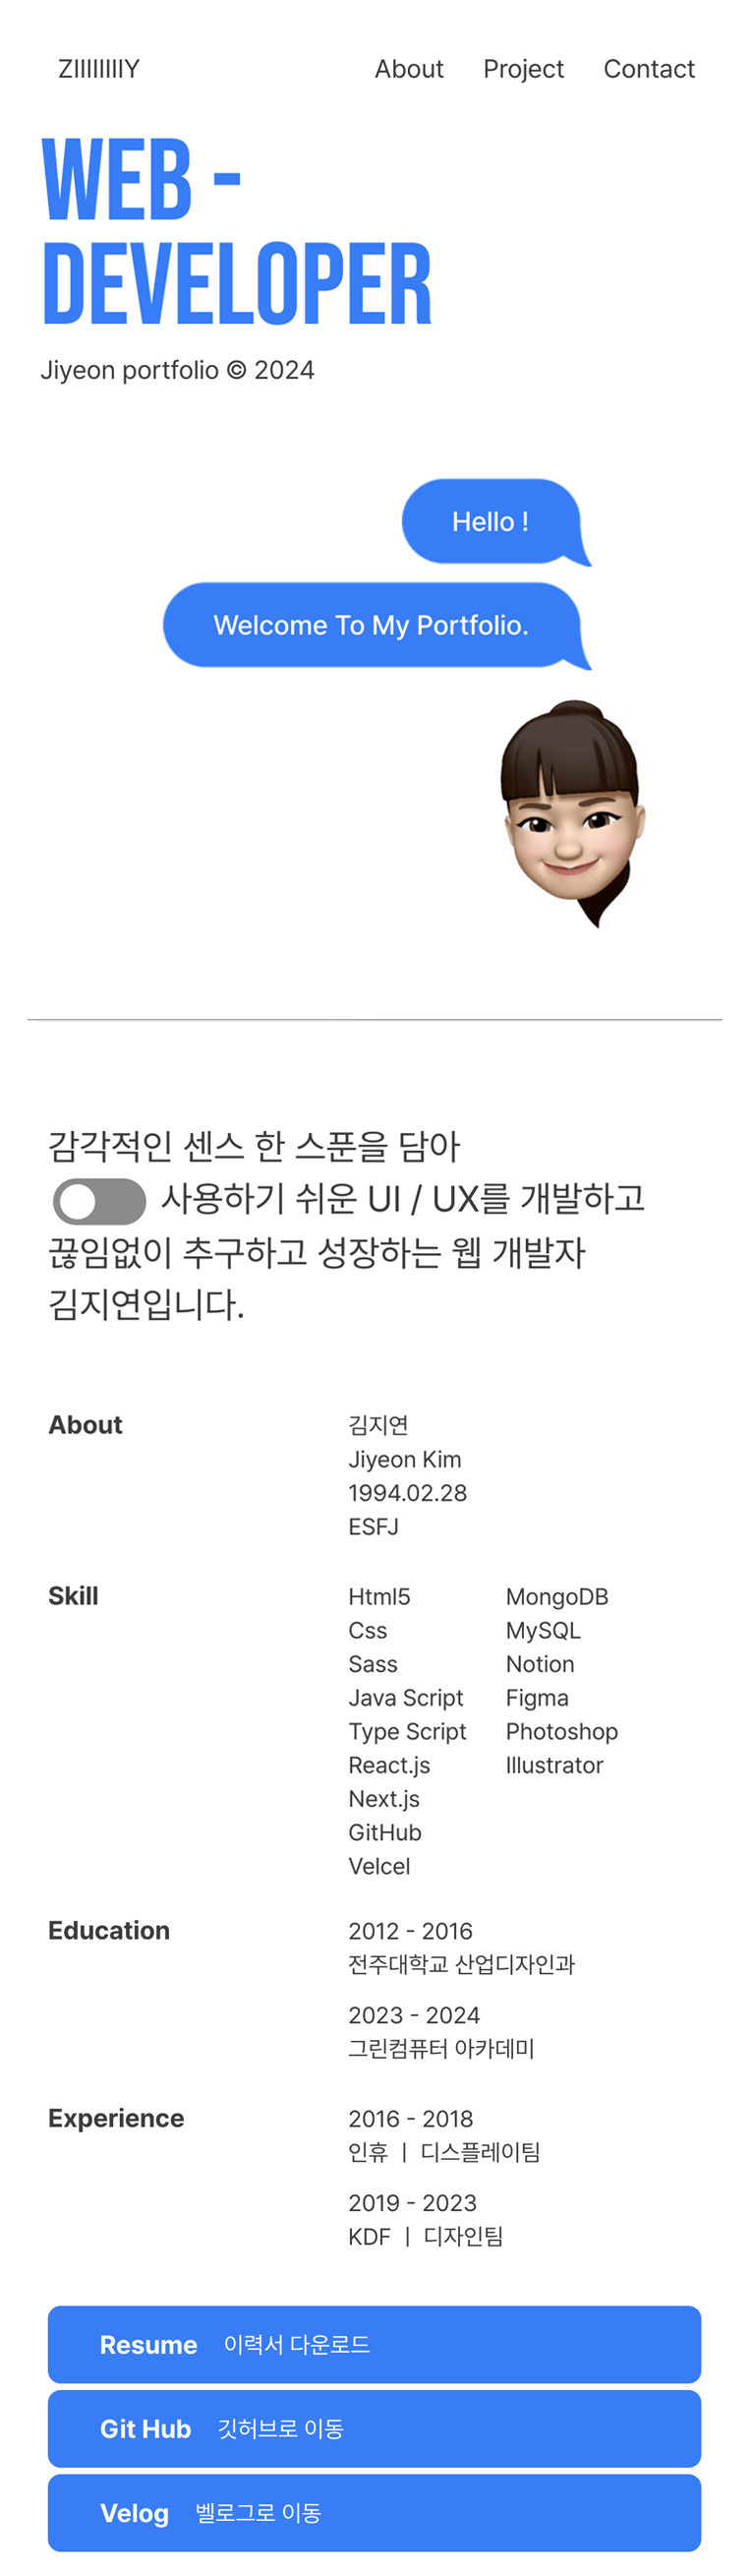 ZIIIIIIIY
About Project Contact
WEB -
DEVELOPER
Jiyeon portfolio © 2024
Hello !
Welcome To My Portfolio.
감각적인 센스 한 스푼을 담아
사용하기 쉬운 UI / UX를 개발하고
끊임없이 추구하고 성장하는 웹 개발자
김지연입니다.
About
김지연
Jiyeon Kim
1994.02.28
ESFJ
Skill
Html5
Css
Sass
Java Script
Type Script
React.js
Next.js
GitHub
Velcel
MongoDB
MySQL
Notion
Figma
Photoshop
Illustrator
Education
2012 - 2016
전주대학교 산업디자인과
2023 - 2024
그린컴퓨터 아카데미
Experience
2016 - 2018
인휴 ㅣ 디스플레이팀
2019 - 2023
KDF ㅣ 디자인팀
Resume 이력서 다운로드
Git Hub 깃허브로 이동
Velog 벨로그로 이동